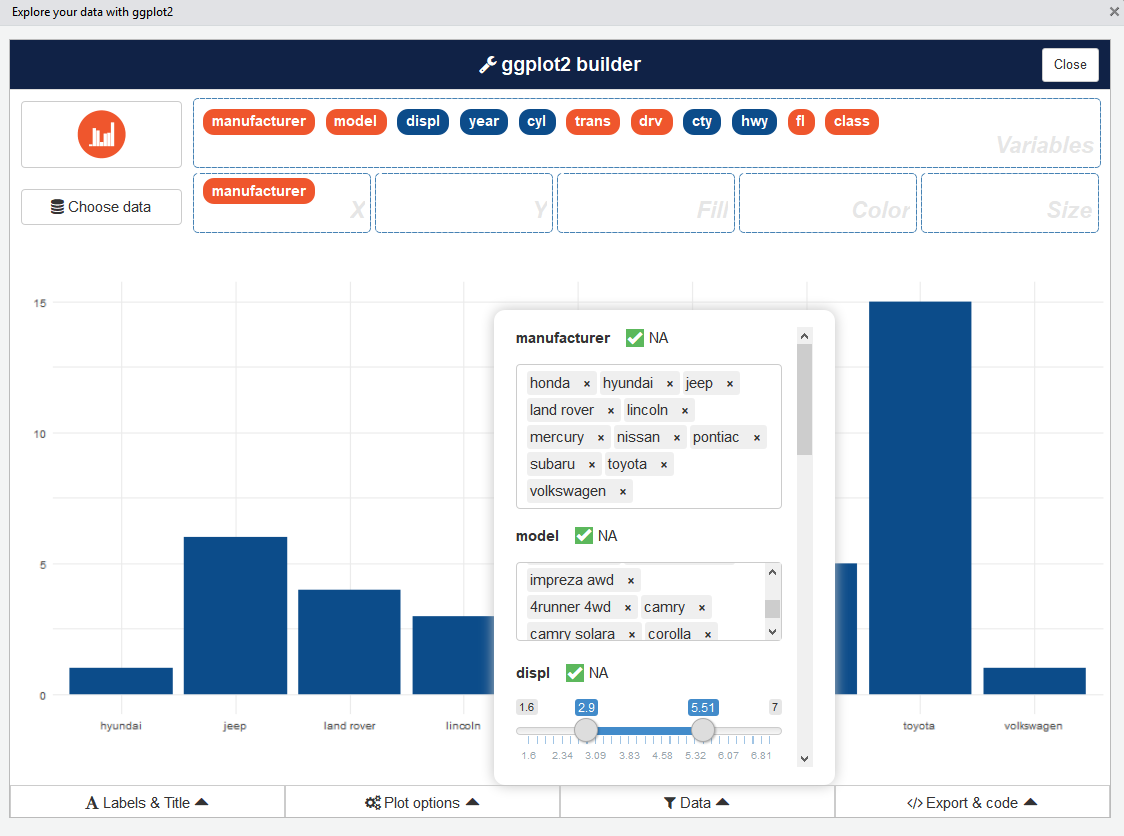 Explore your data with ggplot2 ×
ggplot2 builder
Close
manufacturer model displ year cyl trans drv cty hwy fl class
Variables
Choose data
manufacturer
X Y Fill Color Size
15
10
5
0
hyundai jeep land rover lincoln toyota volkswagen
manufacturer NA
honda × hyundai × jeep ×
land rover × lincoln ×
mercury × nissan × pontiac ×
subaru × toyota ×
volkswagen ×
model NA
impreza awd ×
4runner 4wd × camry ×
camry solara × corolla ×
displ NA
1.6 2.9 5.51 7
1.6 2.34 3.09 3.83 4.58 5.32 6.07 6.81
Labels & Title Plot options Data </> Export & code